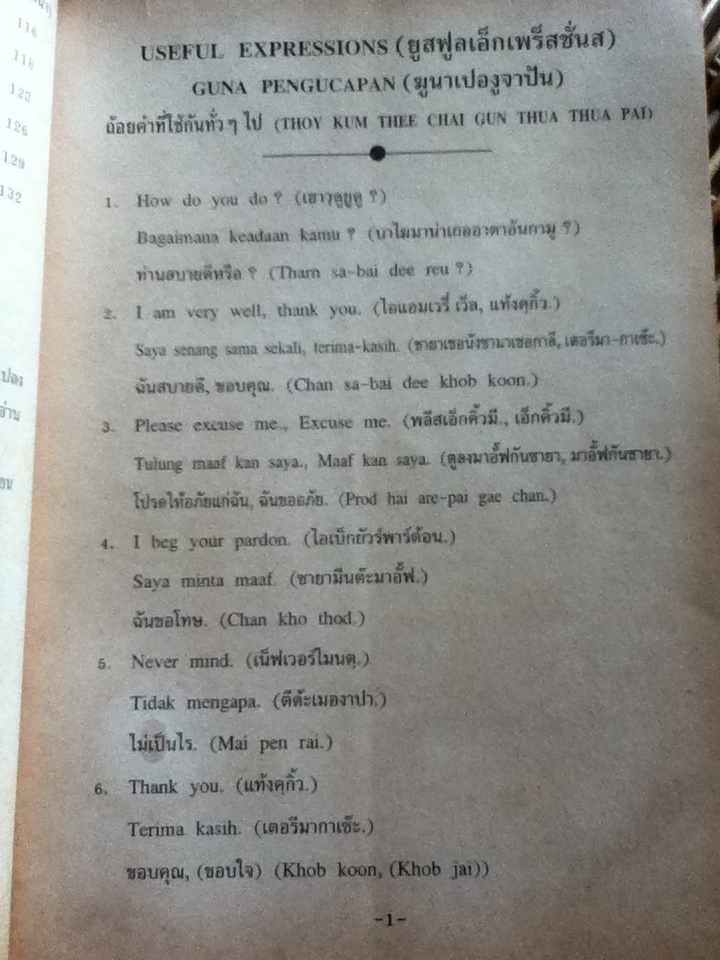 116
118
123
126
129
132
USEFUL EXPRESSIONS (ยูสฟูลเอ็กเพร็สชั่นส)
GUNA PENGUCAPAN (ฆูนาเปองูจาปัน)
ถ้อยคำที่ใช้กันทั่วๆ ไป (THOY KUM THEE CHAI GUN THUA THUA PAI)
1. How do you do ? (เฮาวดูยูดู ?)
Bagaimana keadaan kamu ? (บาไฆมาน่าเกออาดาอันกามู ?)
ท่านสบายดีหรือ ? (Tharn sa-bai dee reu ?)
2. I am very well, thank you. (ไอแอมเวรี่ เว็ล, แท้งคฺกิ้ว.)
Saya senang sama sekali, terima-kasih. (ซายาเซอนังซามาเซอกาลี, เตอรีมา-กาเซ๊ะ.)
ฉันสบายดี, ขอบคุณ. (Chan sa-bai dee khob koon.)
3. Please excuse me., Excuse me. (พลีสเอ็กคิ้วมี., เอ็กคิ้วมี.)
Tulung maaf kan saya., Maaf kan saya. (ตูลงมาอั๊ฟกันซายา, มาอั๊ฟกันซายา.)
โปรดให้อภัยแก่ฉัน, ฉันขออภัย. (Prod hai are-pai gae chan.)
4. I beg your pardon. (ไอเบ็กยัวร์พาร์ด้อน.)
Saya minta maaf. (ซายามีนต๊ะมาอั๊ฟ.)
ฉันขอโทษ. (Chan kho thod.)
5. Never mind. (เน็ฟเวอร์ไมนดฺ.)
Tidak mengapa. (ตีด๊ะเมองาปา.)
ไม่เป็นไร. (Mai pen rai.)
6. Thank you. (แท้งคฺกิ้ว.)
Terima kasih. (เตอรีมากาเซ๊ะ.)
ขอบคุณ, (ขอบใจ) (Khob koon, (Khob jai))
-1-